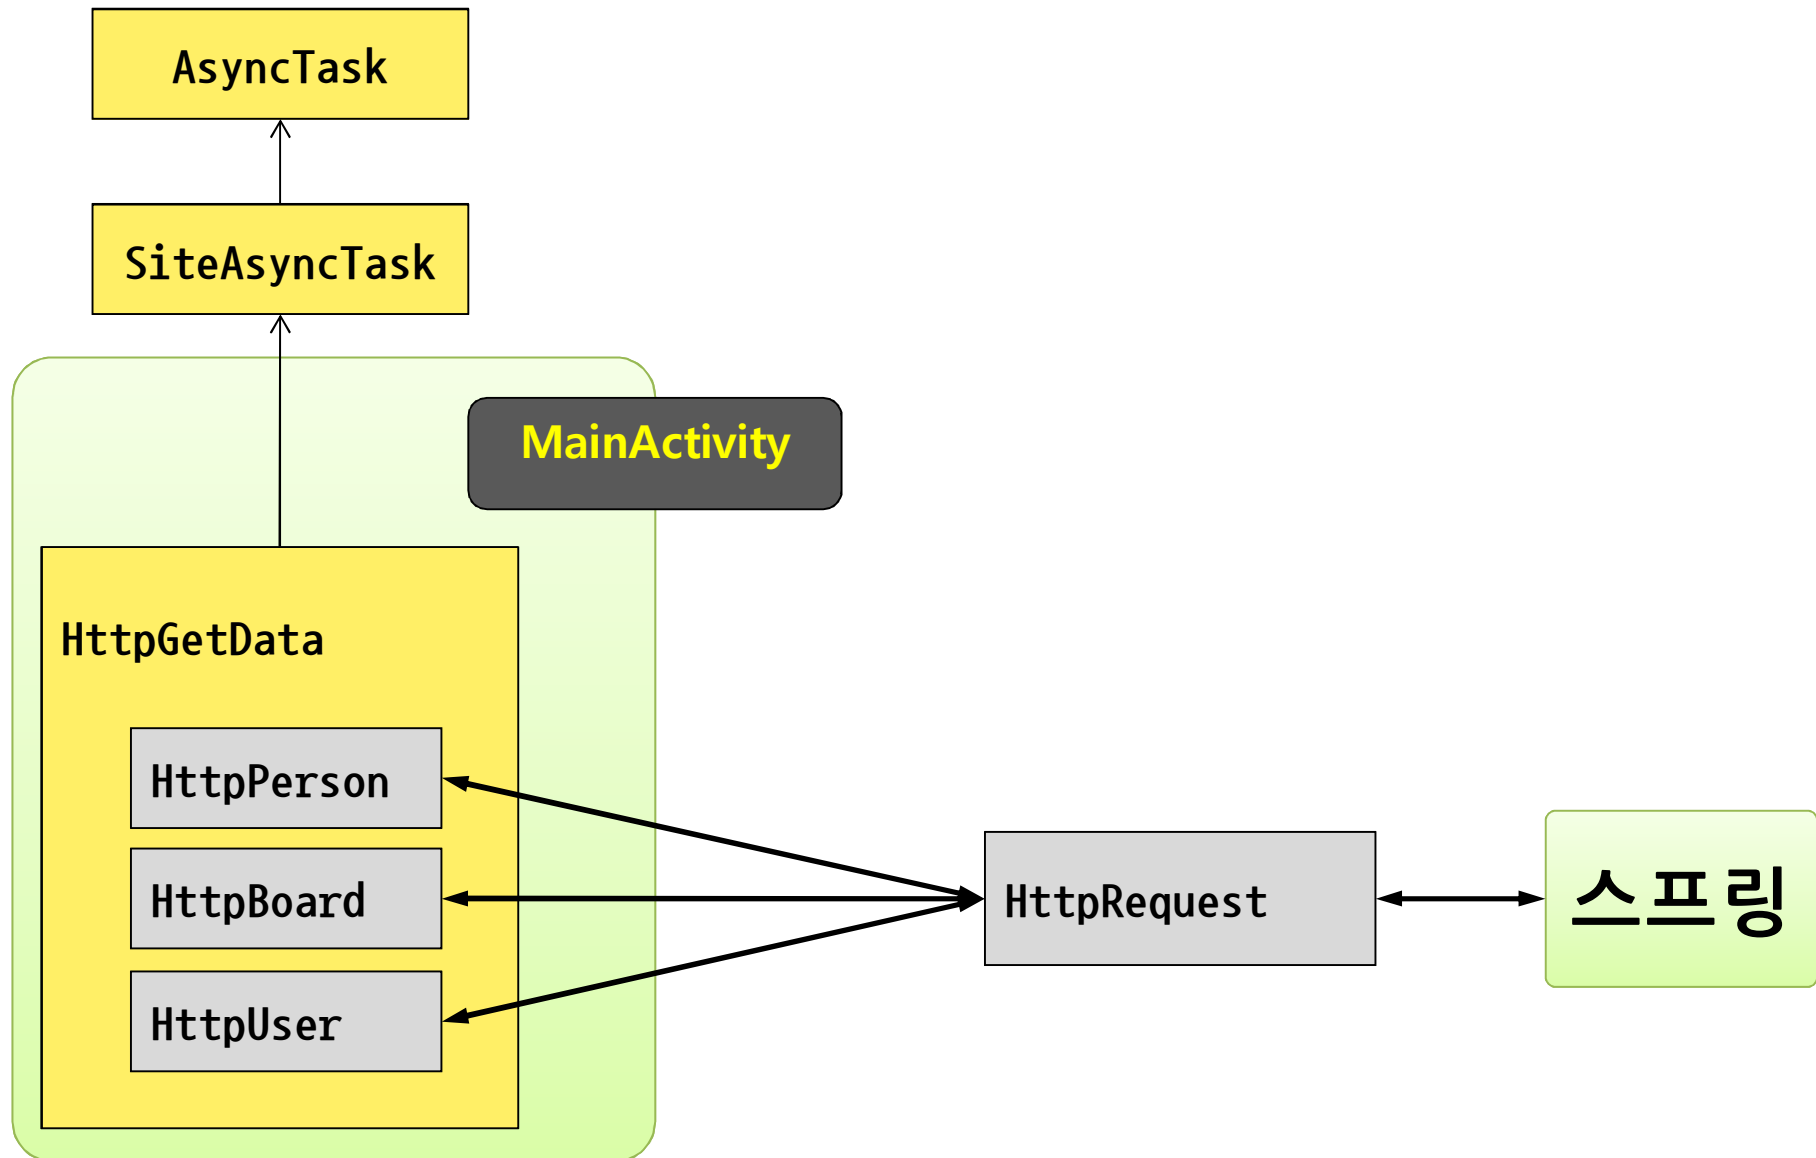 AsyncTask
SiteAsyncTask
MainActivity
HttpGetData
HttpPerson
HttpBoard
HttpUser
HttpRequest
스프링